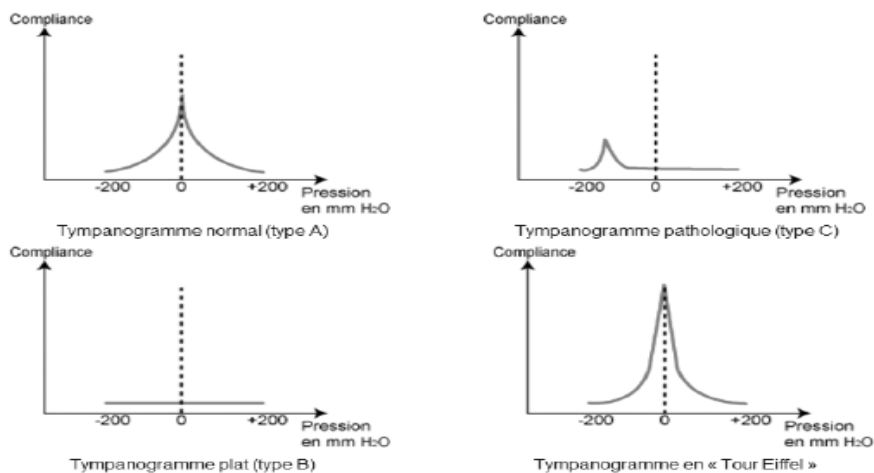 Compliance
-200 0 +200 Pression
en mm H₂O
Tympanogramme normal (type A)
Compliance
-200 0 +200 Pression
en mm H₂O
Tympanogramme pathologique (type C)
Compliance
-200 0 +200 Pression
en mm H₂O
Tympanogramme plat (type B)
Compliance
-200 0 +200 Pression
en mm H₂O
Tympanogramme en « Tour Eiffel »